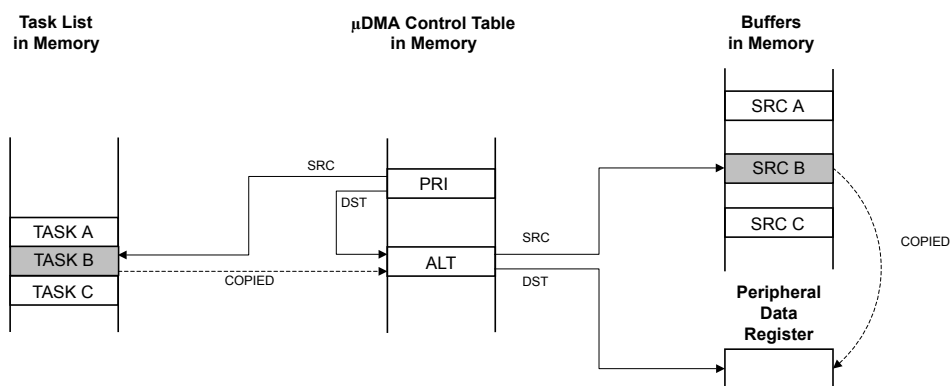 Task List
in Memory
µDMA Control Table
in Memory
Buffers
in Memory
SRC A
SRC
PRI
SRC B
DST
SRC C
TASK A
SRC
COPIED
TASK B
ALT
COPIED
DST
TASK C
Peripheral
Data
Register